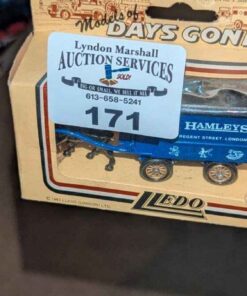 Models of
DAYS GONE
Lyndon Marshall
AUCTION SERVICES
SOLD!
BIG OR SMALL, WE SELL IT ALL
613-658-5241
171
HAMLEYS
REGENT STREET, LONDON
LLEDO